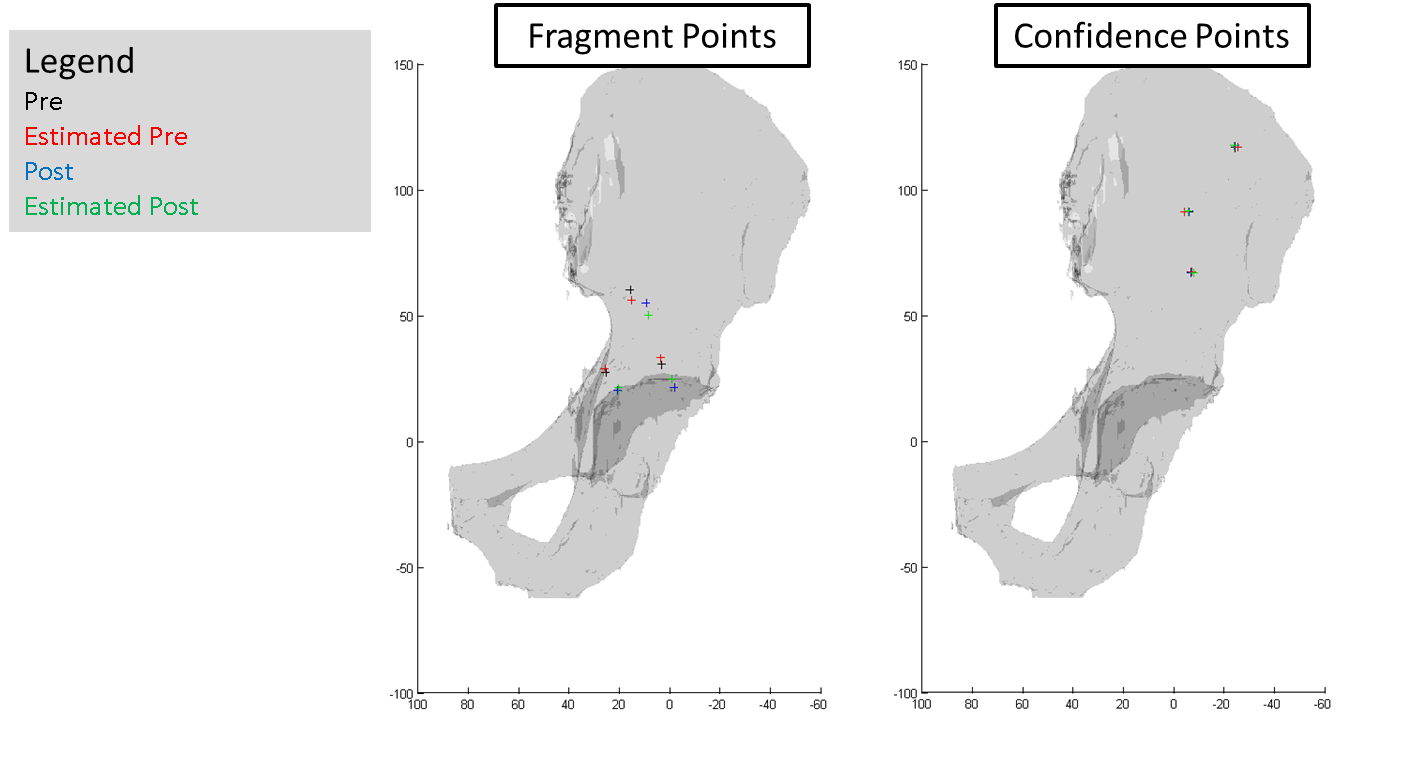 Legend
Pre
Estimated Pre
Post
Estimated Post
Fragment Points
150
100
50
0
-50
-100
100 80 60 40 20 0 -20 -40 -60
Confidence Points
150
100
50
0
-50
-100
100 80 60 40 20 0 -20 -40 -60